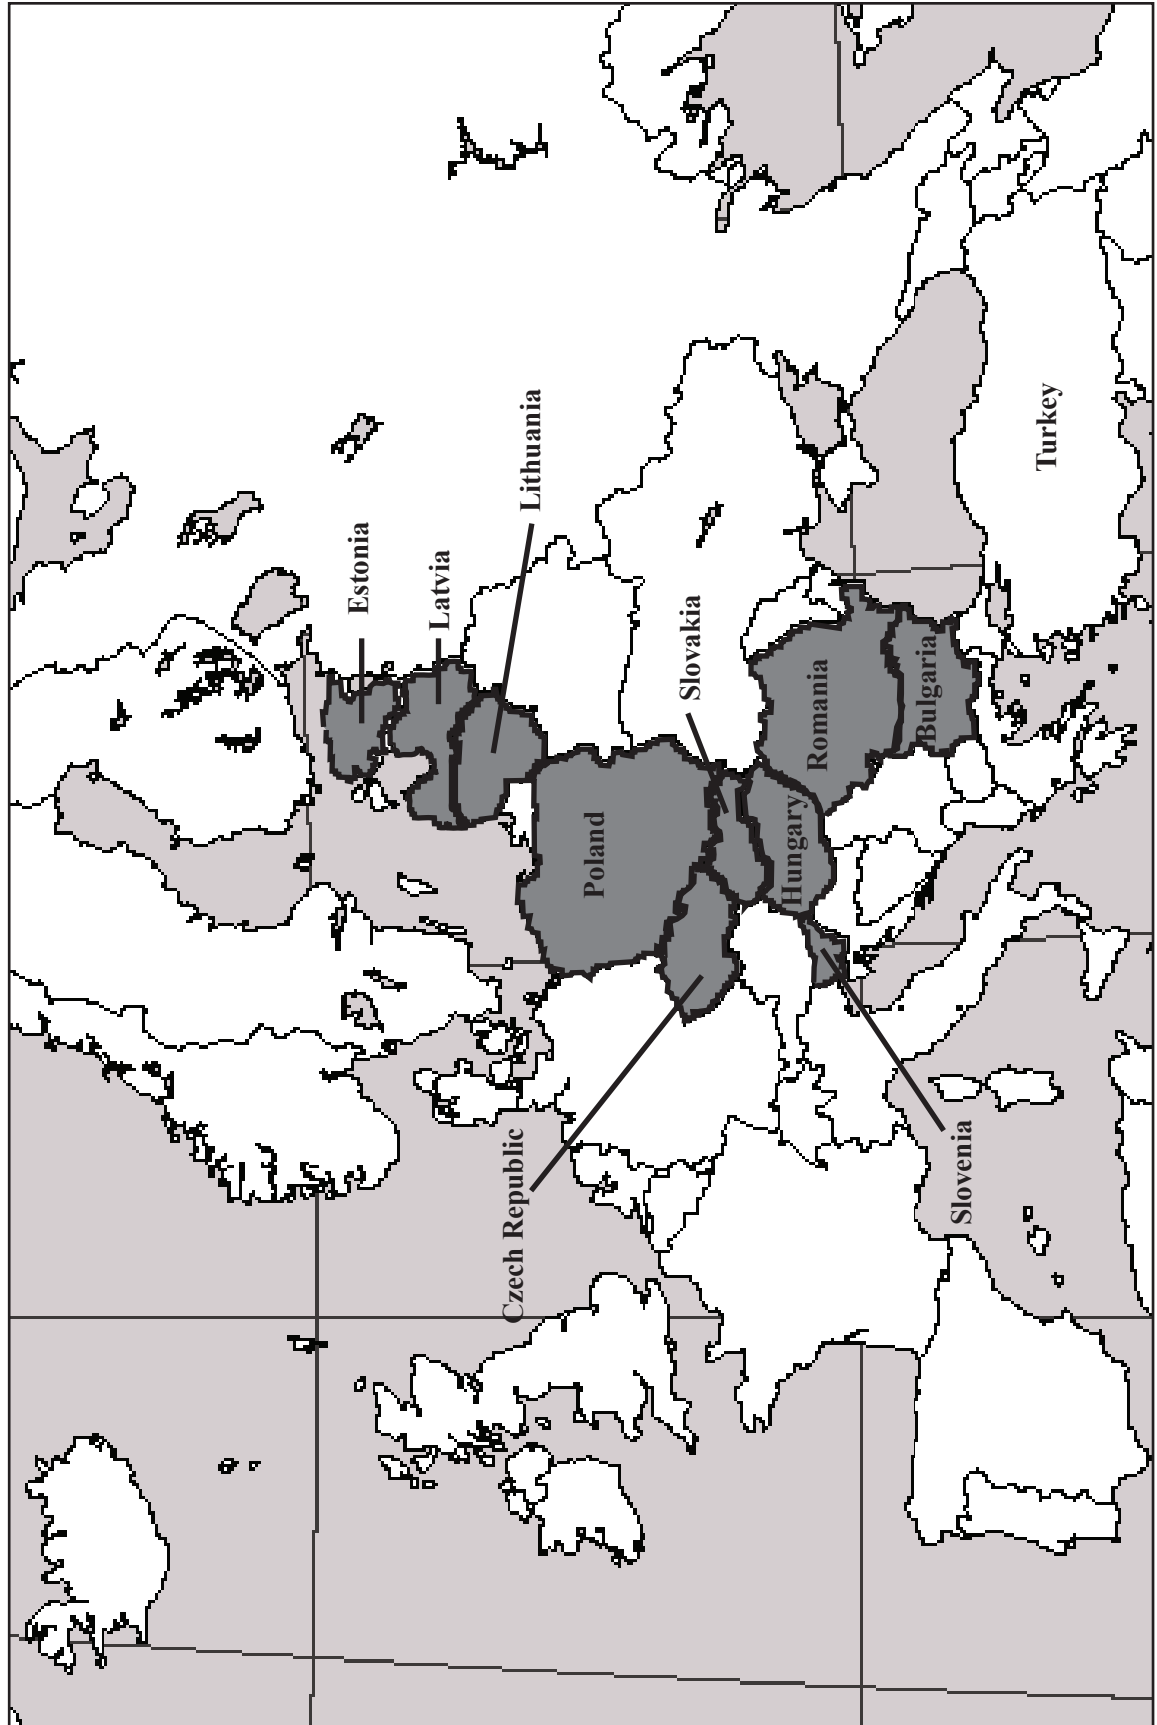 Estonia
Latvia
Lithuania
Poland
Czech Republic
Slovakia
Hungary
Slovenia
Romania
Bulgaria
Turkey